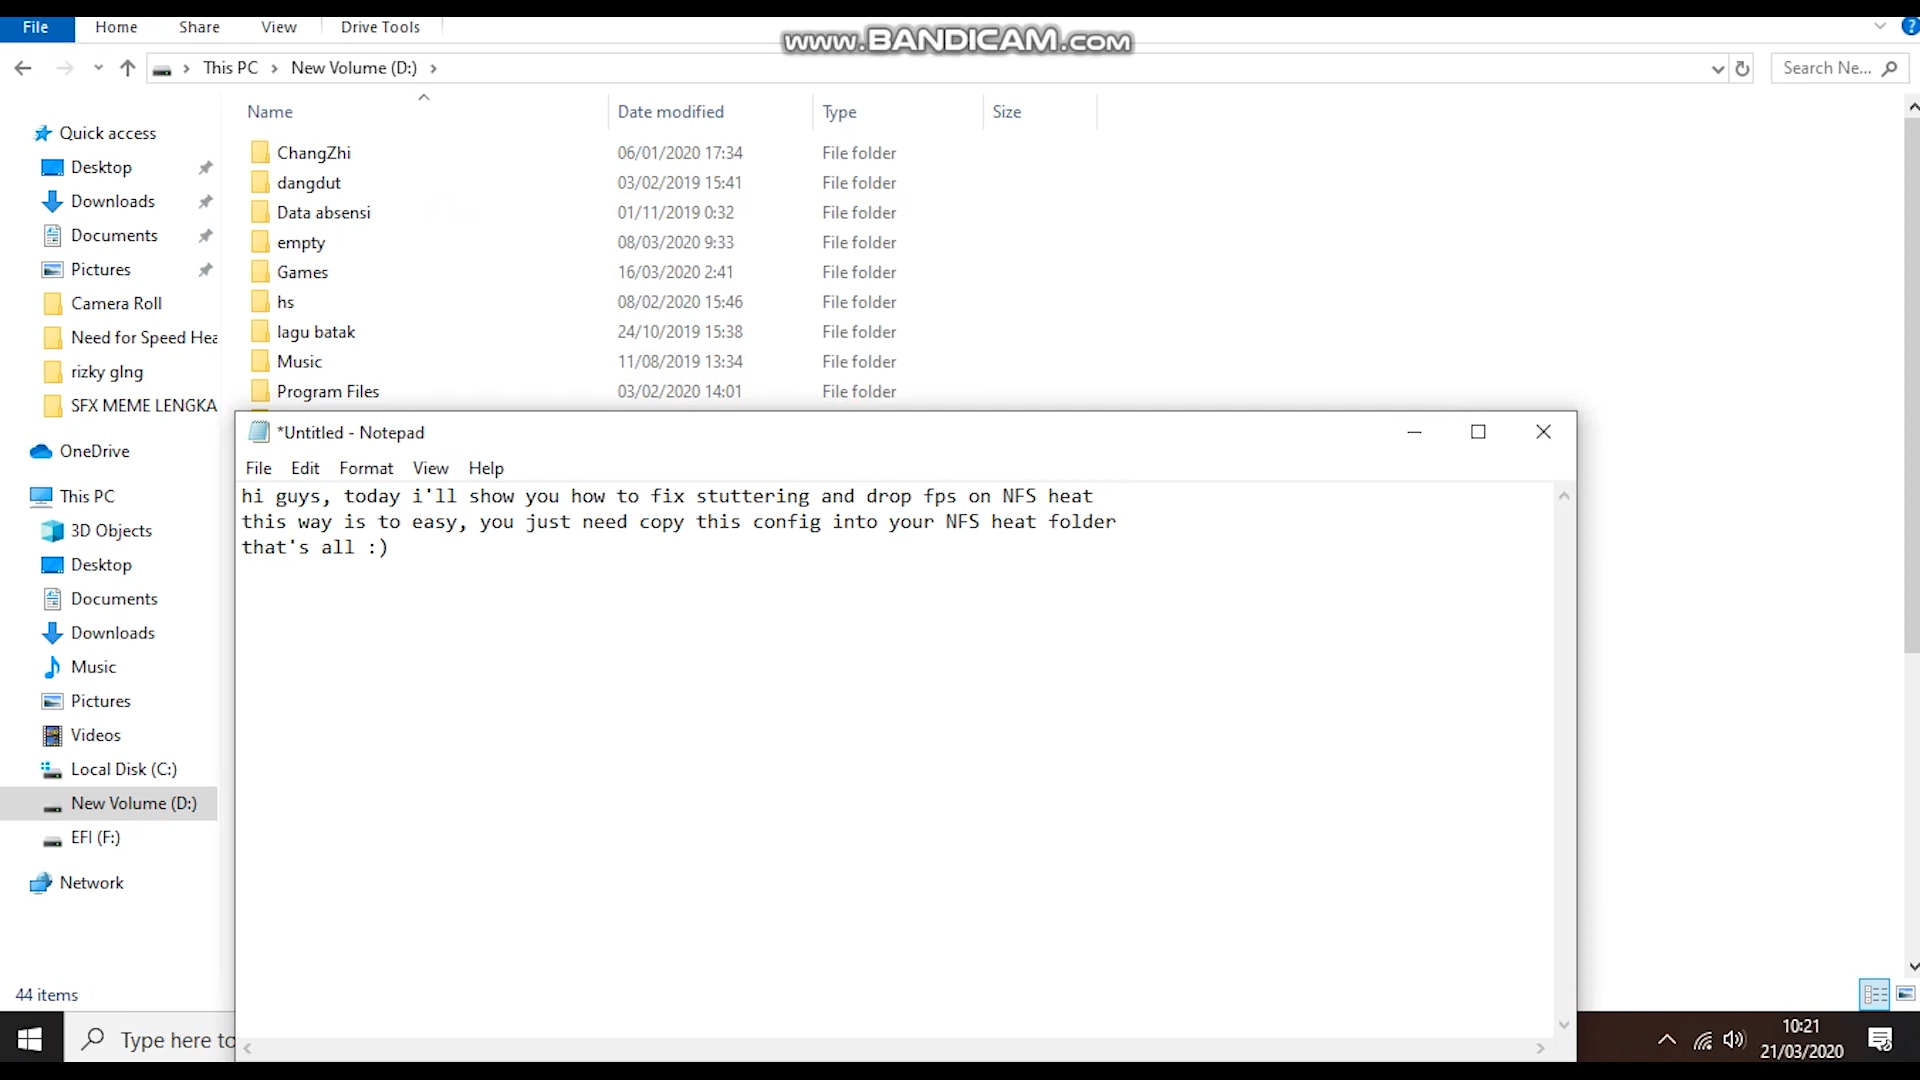 File Home Share View Drive Tools
www.BANDICAM.com
This PC > New Volume (D:) >
Search Ne...
Name Date modified Type Size
Quick access
Desktop
Downloads
Documents
Pictures
Camera Roll
Need for Speed Hea
rizky glng
SFX MEME LENGKA
OneDrive
This PC
3D Objects
Desktop
Documents
Downloads
Music
Pictures
Videos
Local Disk (C:)
New Volume (D:)
EFI (F:)
Network
ChangZhi 06/01/2020 17:34 File folder
dangdut 03/02/2019 15:41 File folder
Data absensi 01/11/2019 0:32 File folder
empty 08/03/2020 9:33 File folder
Games 16/03/2020 2:41 File folder
hs 08/02/2020 15:46 File folder
lagu batak 24/10/2019 15:38 File folder
Music 11/08/2019 13:34 File folder
Program Files 03/02/2020 14:01 File folder
*Untitled - Notepad
File Edit Format View Help
hi guys, today i'll show you how to fix stuttering and drop fps on NFS heat
this way is to easy, you just need copy this config into your NFS heat folder
that's all :)
44 items
Type here to
10:21
21/03/2020